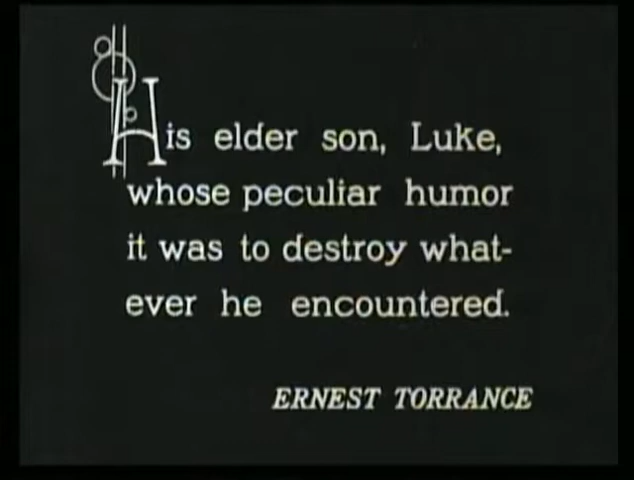 His elder son, Luke,
whose peculiar humor
it was to destroy what-
ever he encountered.
ERNEST TORRANCE